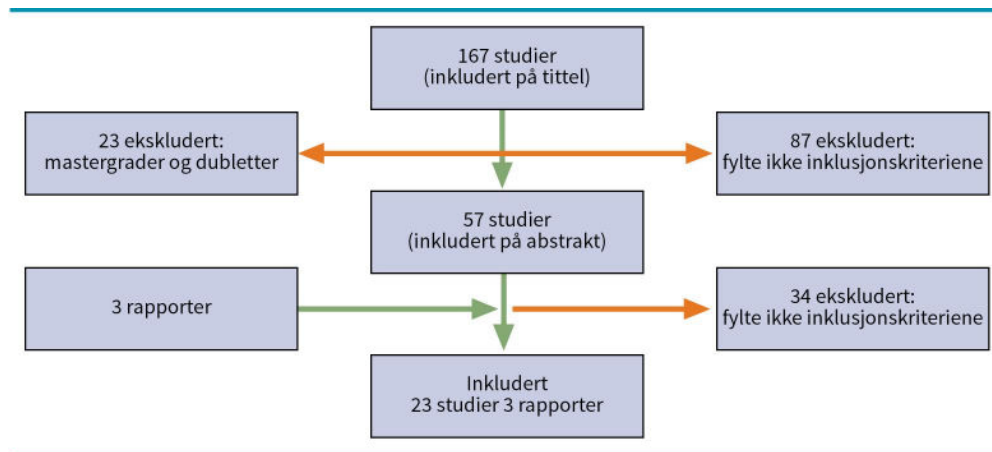 167 studier
(inkludert på tittel)
23 ekskludert:
mastergrader og dubletter
87 ekskludert:
fylte ikke inklusjonskriteriene
57 studier
(inkludert på abstrakt)
3 rapporter
34 ekskludert:
fylte ikke inklusjonskriteriene
Inkludert
23 studier 3 rapporter